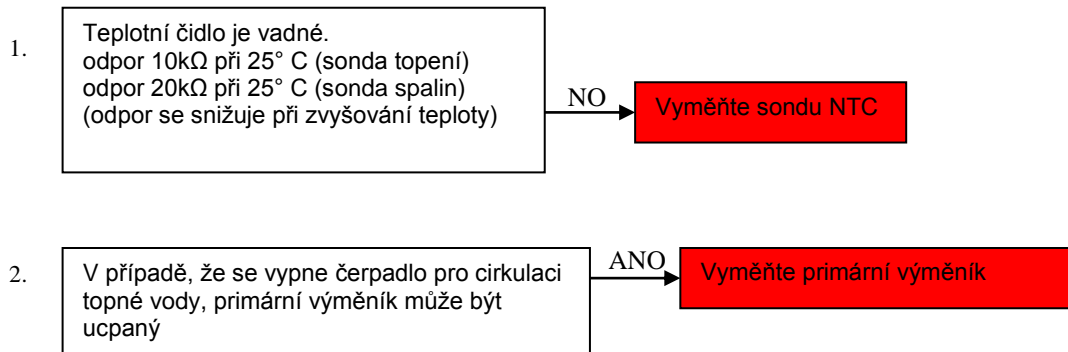 1.
Teplotní čidlo je vadné.
odpor 10kΩ při 25° C (sonda topení)
odpor 20kΩ při 25° C (sonda spalin)
(odpor se snižuje při zvyšování teploty)
NO
Vyměňte sondu NTC
2.
V případě, že se vypne čerpadlo pro cirkulaci
topné vody, primární výměník může být
ucpaný
ANO
Vyměňte primární výměník